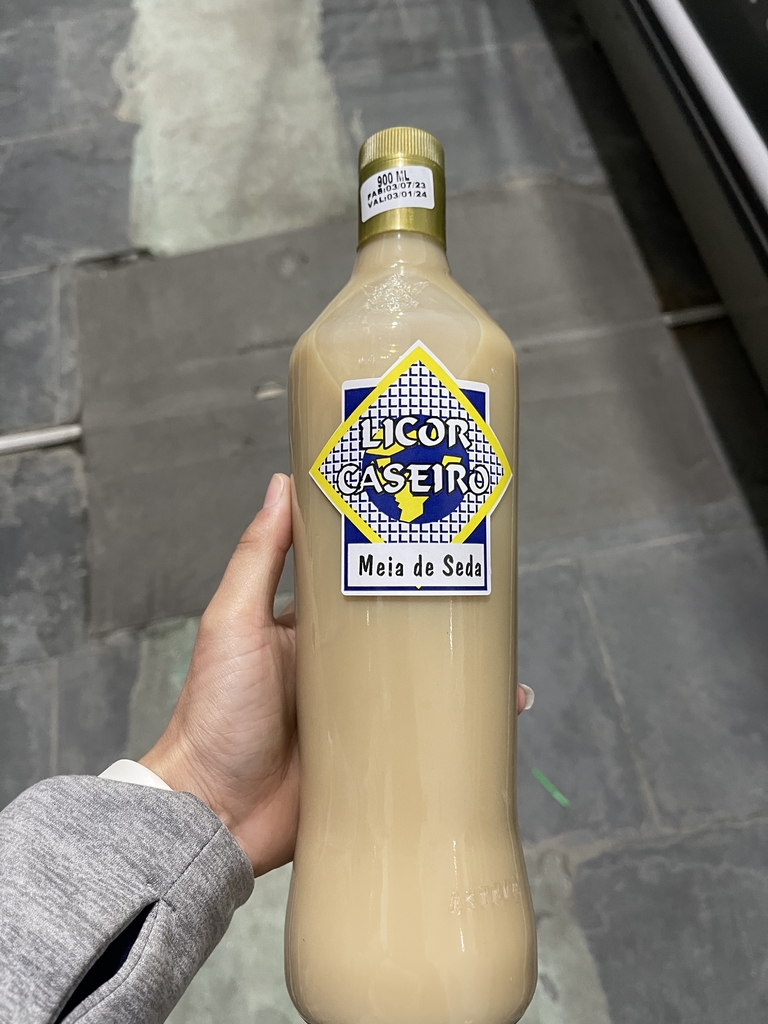 900 ML
FAB:03/07/23
VAL:03/01/24
LICOR
CASEIRO
Meia de Seda